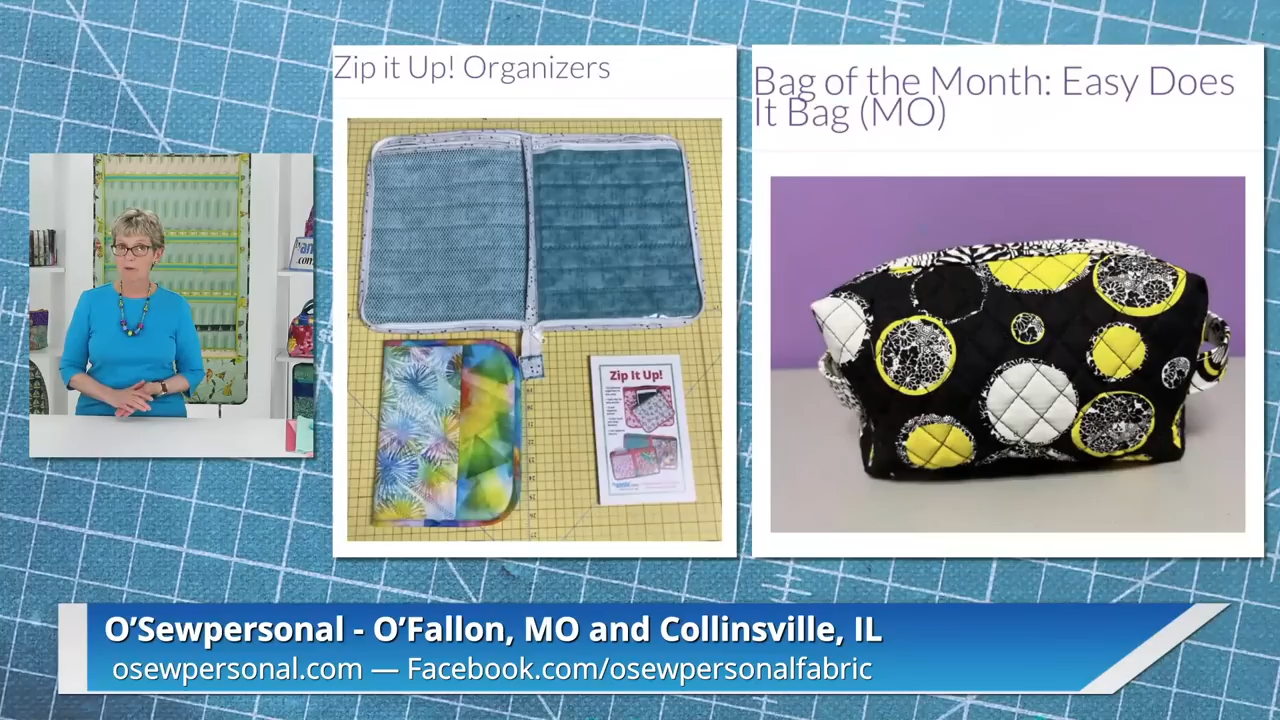 Zip it Up! Organizers
Bag of the Month: Easy Does
It Bag (MO)
Zip It Up!
.com
O'Sewpersonal - O'Fallon, MO and Collinsville, IL
osewpersonal.com — Facebook.com/osewpersonalfabric